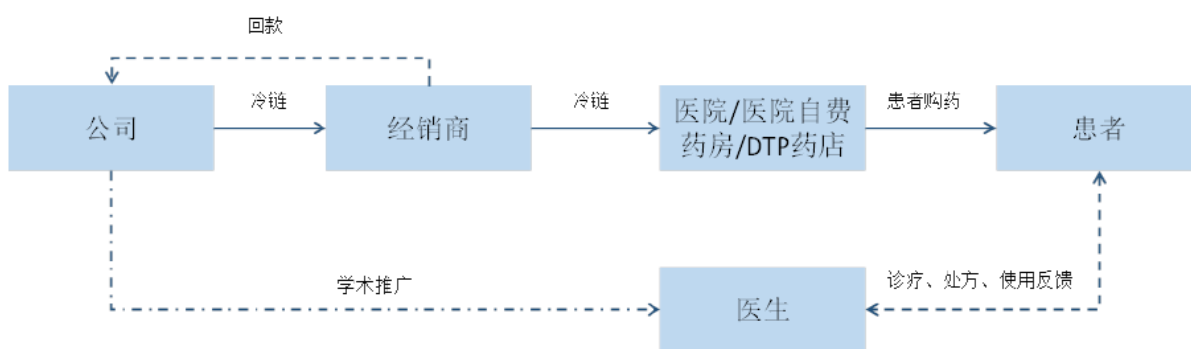 回款
冷链
冷链
患者购药
公司
经销商
医院/医院自费
药房/DTP药店
患者
学术推广
诊疗、处方、使用反馈
医生